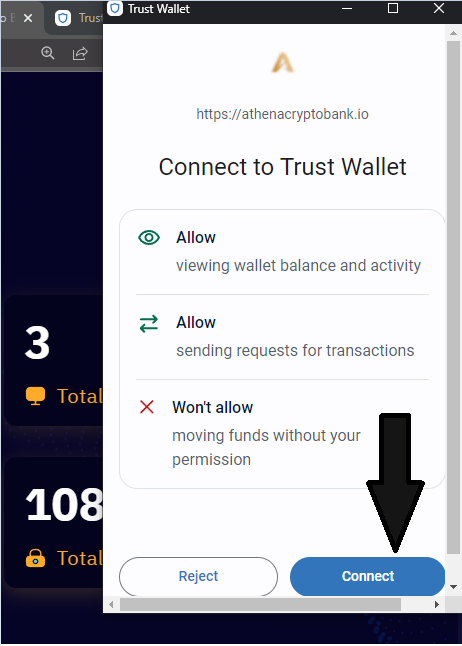 Trust Wallet
Trus
https://athenacryptobank.io
Connect to Trust Wallet
Allow
viewing wallet balance and activity
Allow
sending requests for transactions
3
Total
Won't allow
moving funds without your
permission
108
Total
Reject
Connect